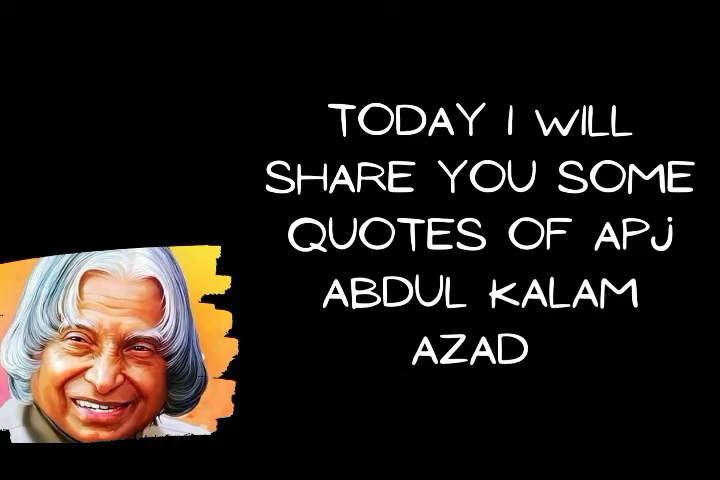 TODAY I WILL
SHARE YOU SOME
QUOTES OF APJ
ABDUL KALAM
AZAD